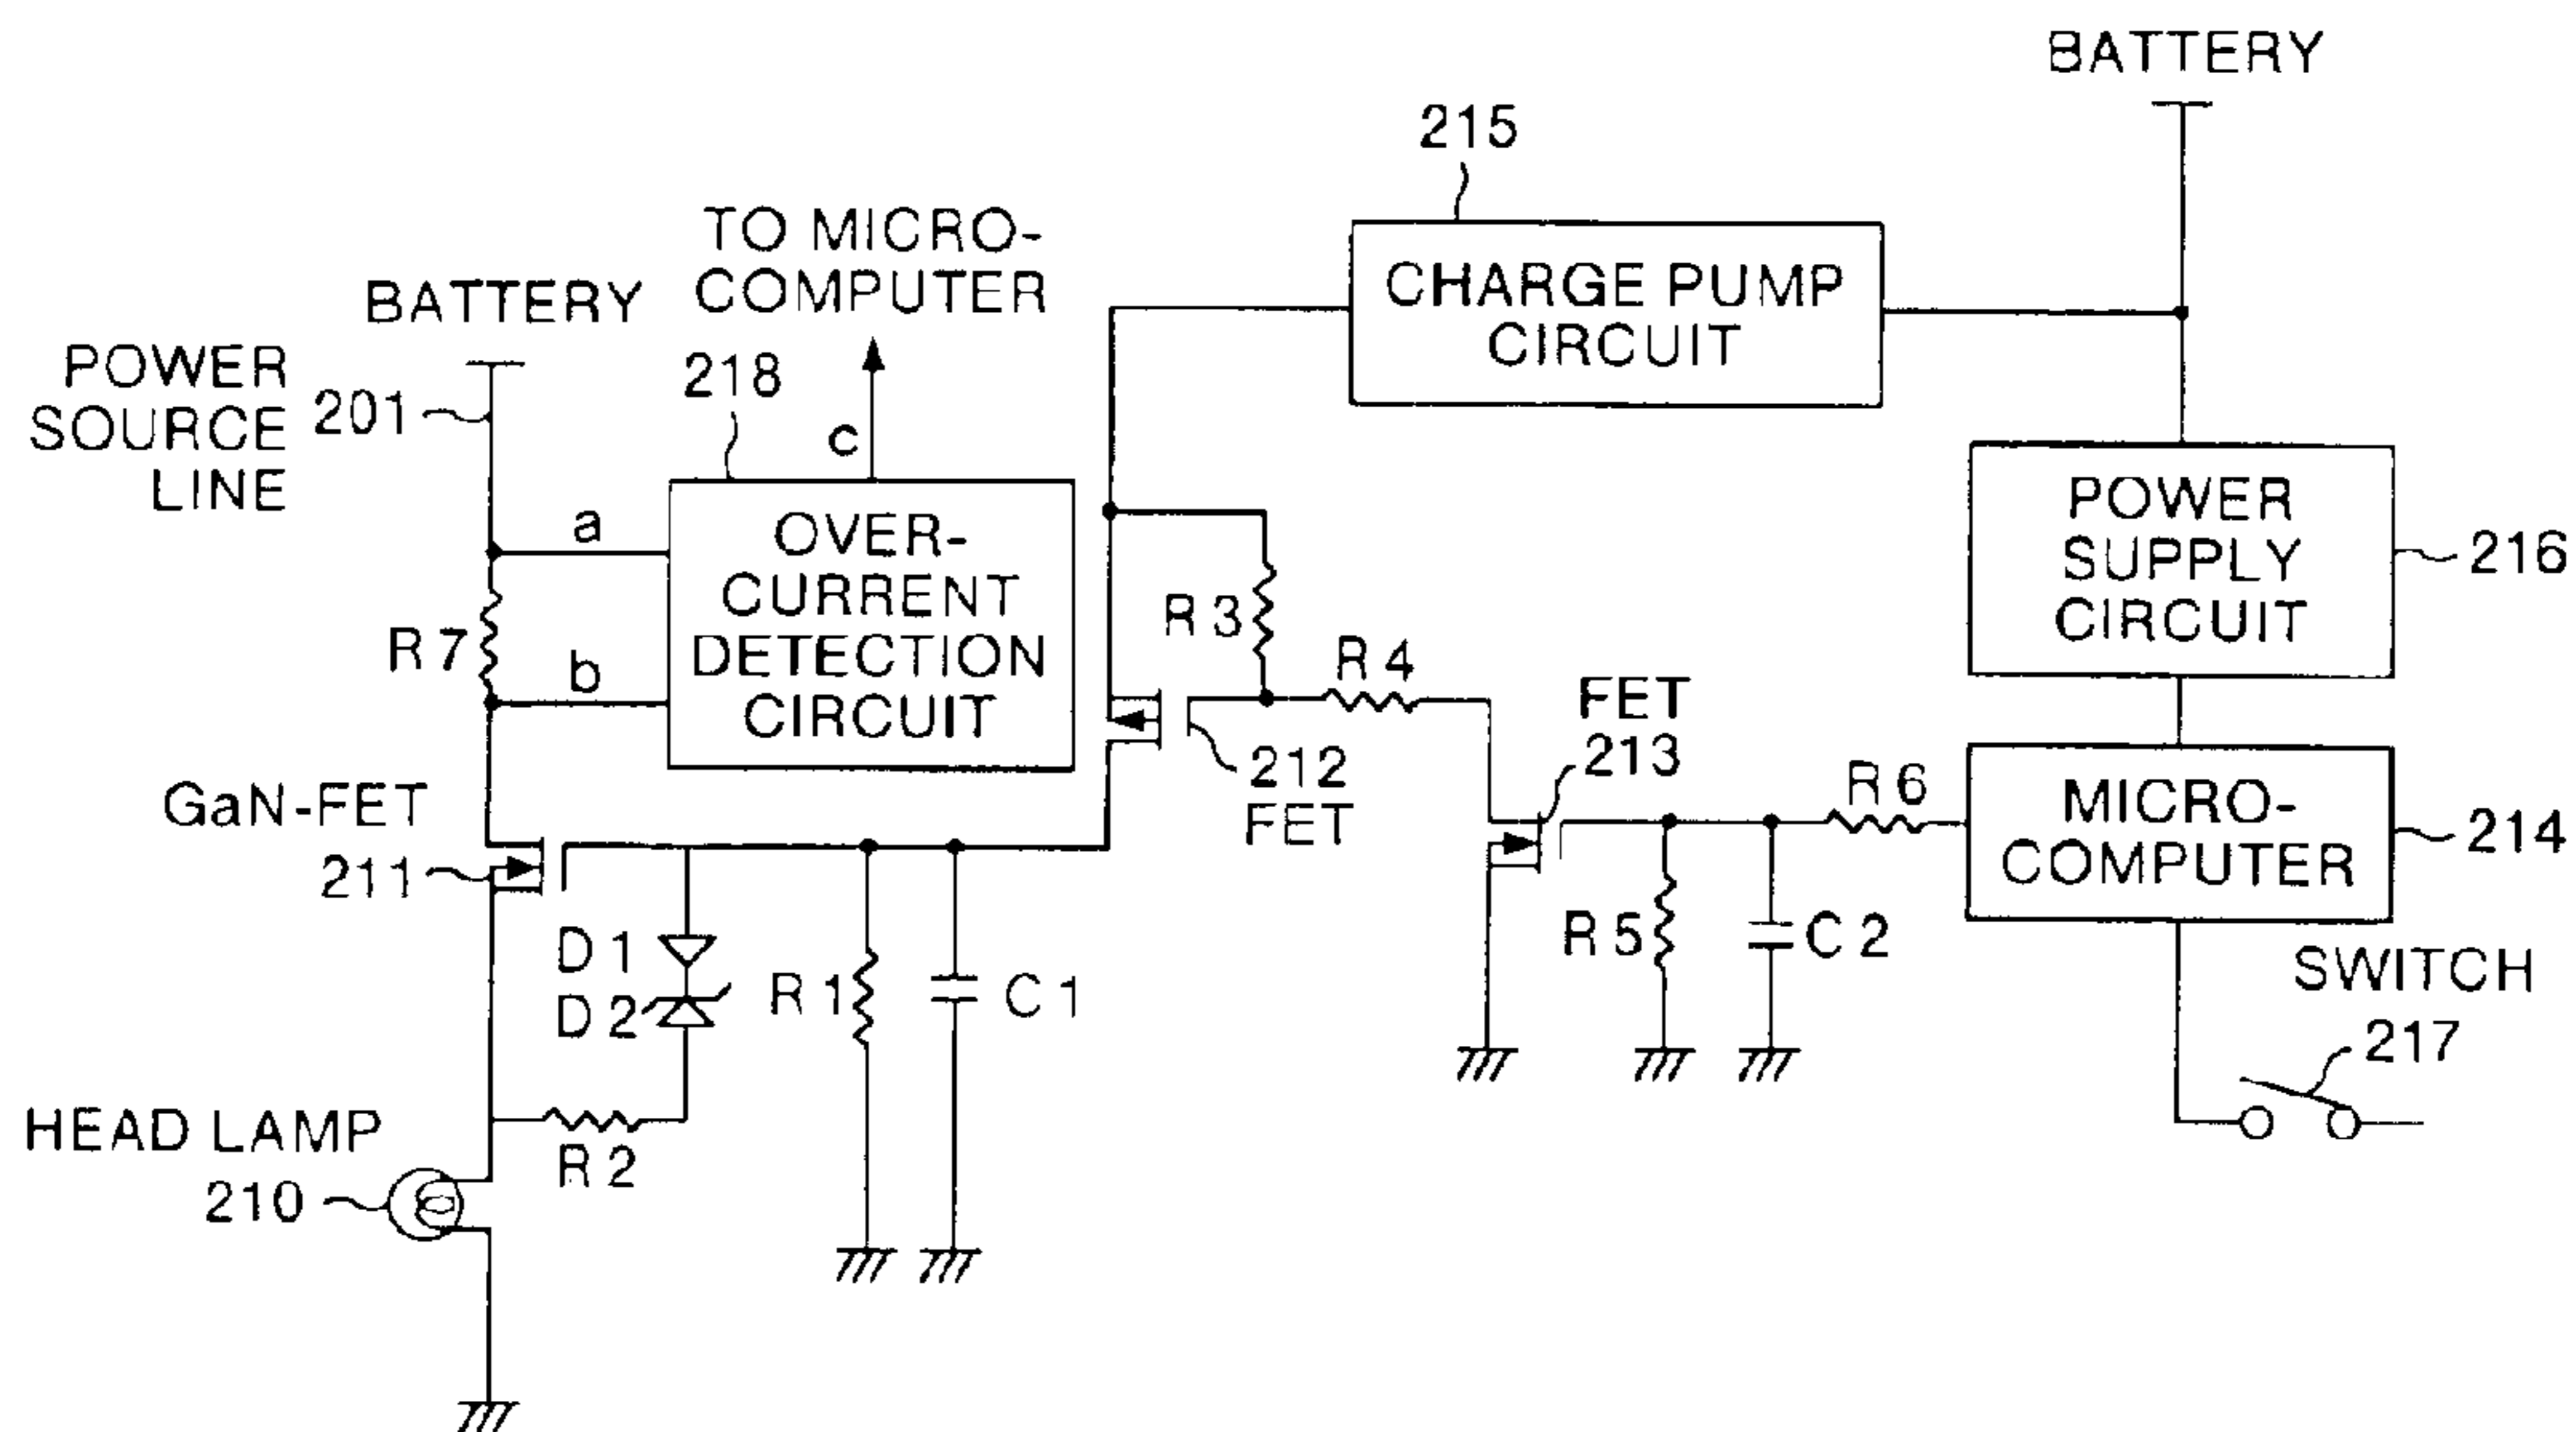 BATTERY
215
TO MICRO-
COMPUTER
CHARGE PUMP
CIRCUIT
BATTERY
POWER
SOURCE
LINE
201
218
c
a
OVER-
CURRENT
DETECTION
CIRCUIT
POWER
SUPPLY
CIRCUIT
216
R7
b
R3
R4
FET
213
212
FET
R6
MICRO-
COMPUTER
214
GaN-FET
211
D1
D2
R1
C1
R5
C2
SWITCH
217
HEAD LAMP
210
R2